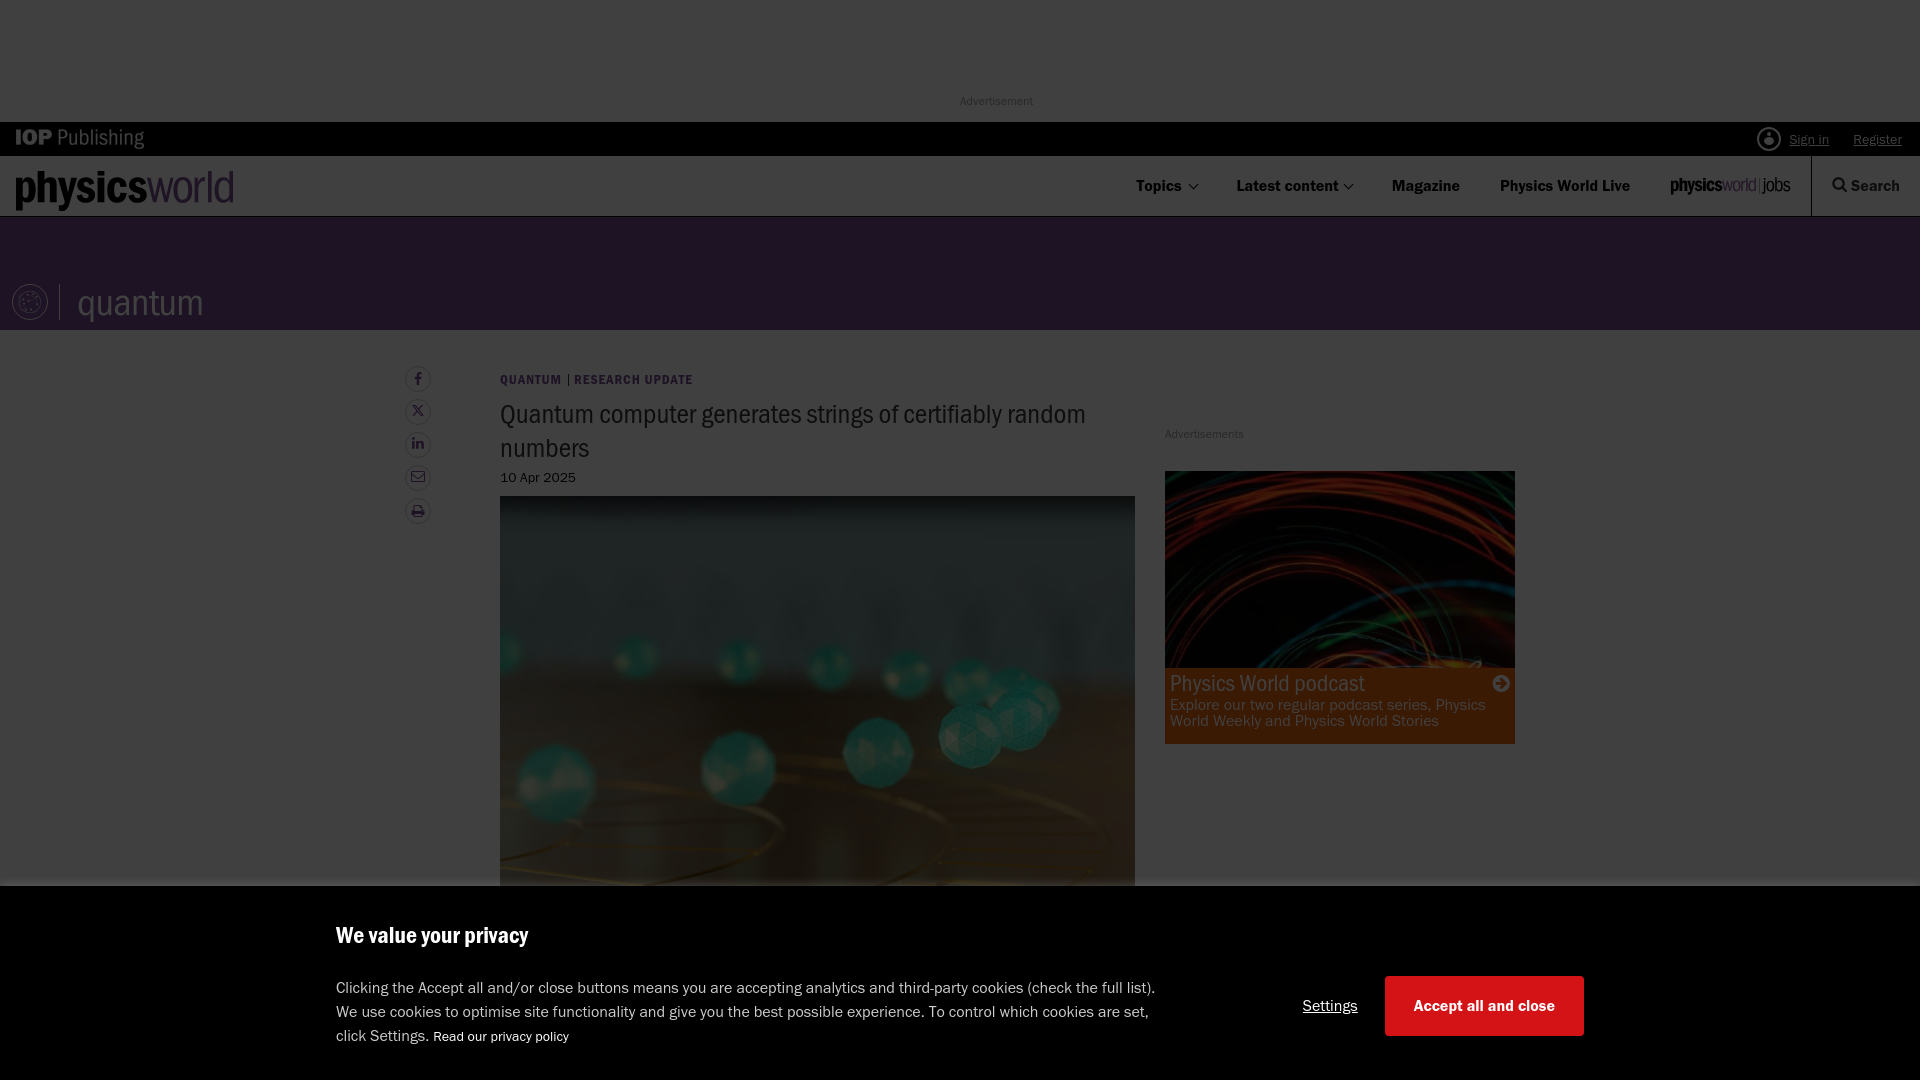 Advertisement
IOP Publishing
Sign in Register
physicsworld
Topics Latest content Magazine Physics World Live physicsworld jobs Search
quantum
QUANTUM | RESEARCH UPDATE
Quantum computer generates strings of certifiably random
numbers
10 Apr 2025
Advertisements
Physics World podcast
Explore our two regular podcast series, Physics
World Weekly and Physics World Stories
We value your privacy
Clicking the Accept all and/or close buttons means you are accepting analytics and third-party cookies (check the full list).
We use cookies to optimise site functionality and give you the best possible experience. To control which cookies are set,
click Settings. Read our privacy policy
Settings
Accept all and close